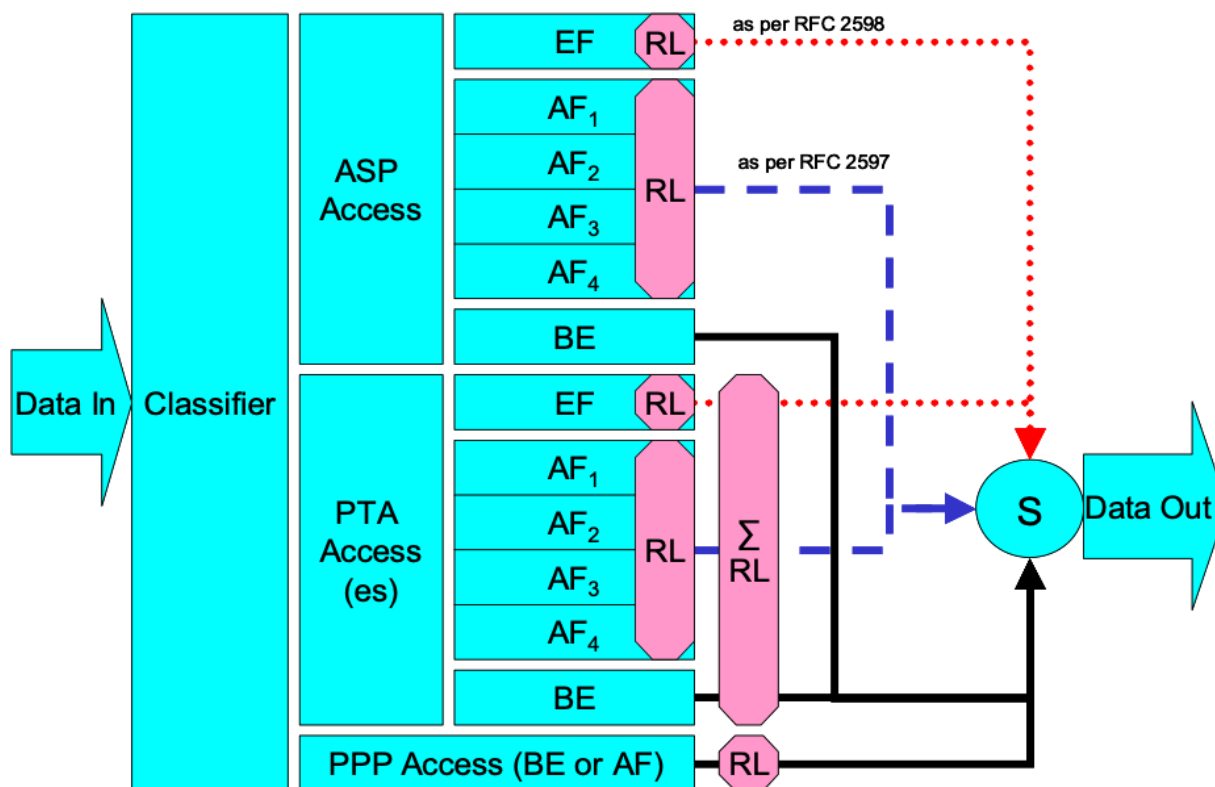 EF
RL
as per RFC 2598
ASP
Access
AF1
AF2
AF3
AF4
RL
as per RFC 2597
BE
Data In
Classifier
PTA
Access
(es)
EF
RL
AF1
AF2
AF3
AF4
RL
Σ
RL
BE
S
Data Out
PPP Access (BE or AF)
RL